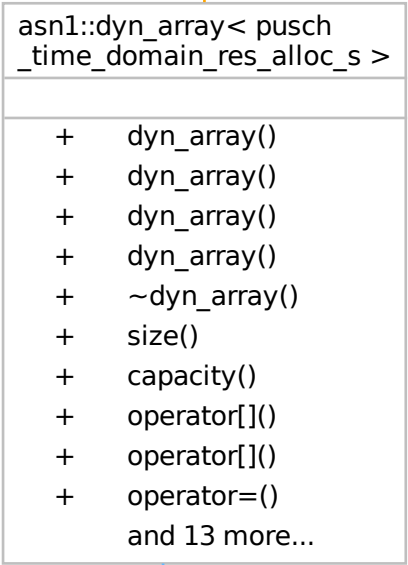 asn1::dyn_array< pusch
_time_domain_res_alloc_s >
+ dyn_array()
+ dyn_array()
+ dyn_array()
+ dyn_array()
+ ~dyn_array()
+ size()
+ capacity()
+ operator[]()
+ operator[]()
+ operator=()
and 13 more...